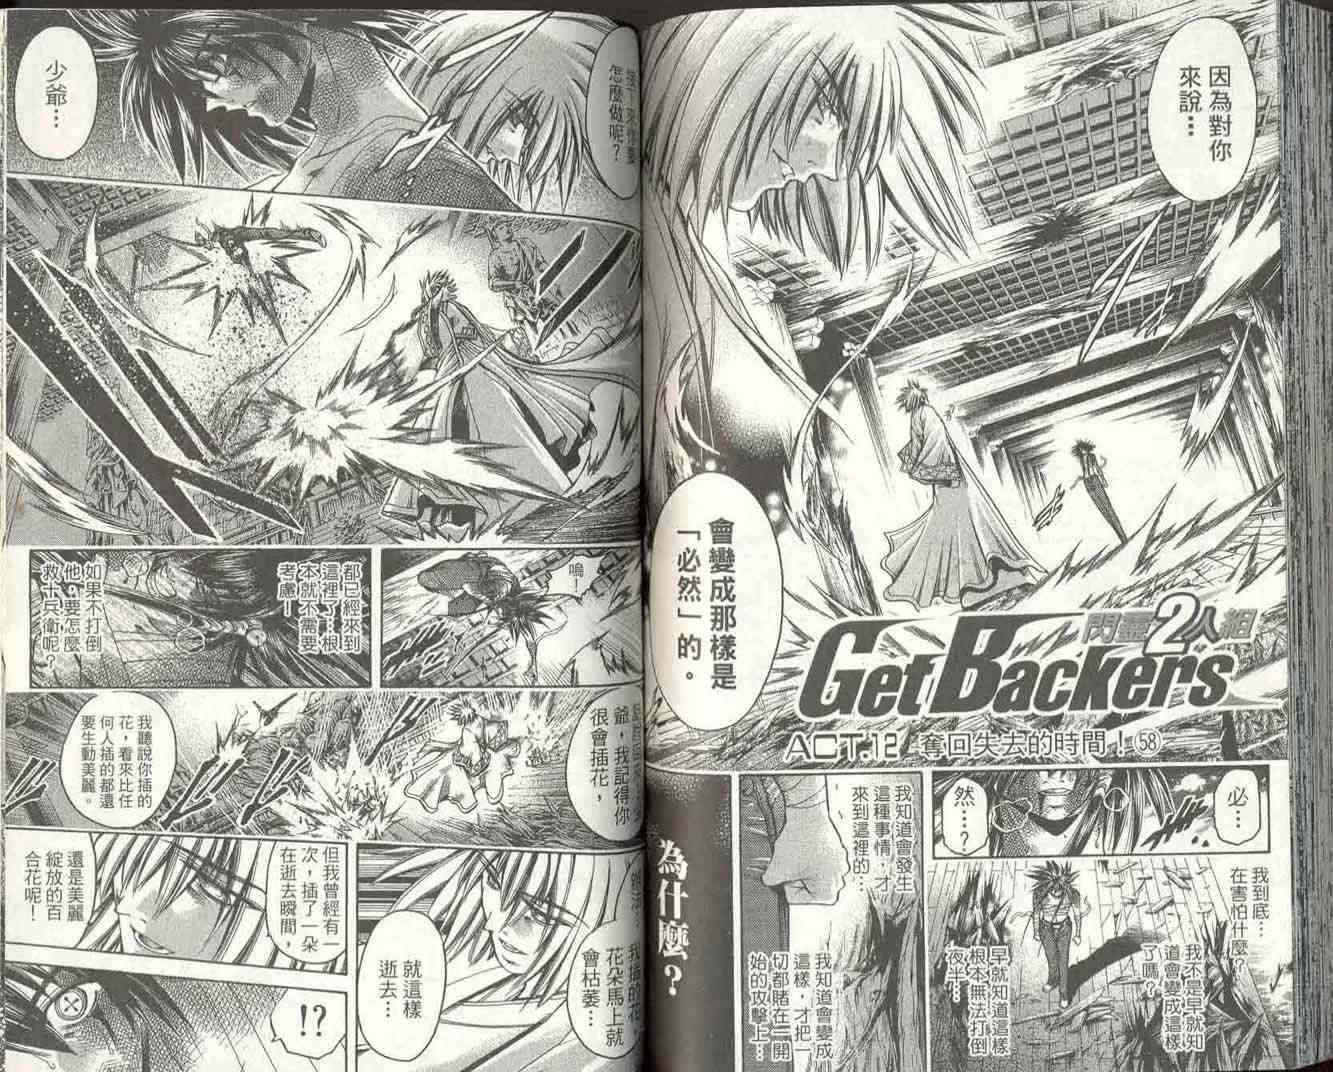 因為對你
來說…
會變成那樣是
「必然」的。
GetBackers
閃靈2人組
ACT.12 奪回失去的時間！58
必…
然…？
我到底…
在害怕什麼？
我不是早就知
道會變成這樣
了嗎？
早就知道這樣
根本無法打倒
夜半…
我知道會發生
這種事情，才
來到這裡的…
我知道會變成
這樣，才把一
切都賭在一開
始的攻擊上…
為什麼？
怎麼做呢？
少爺…
嗚—
都已經來到
這裡了，根
本就不需要
考慮！
如果不打倒
他，要怎麼
救十兵衛呢？
爺，我記得你
很會插花，
我聽說你插的
花，看來比任
何人插的都還
要生動美麗。
花朵馬上就
會枯萎…
就這樣
逝去…
但我曾經有一
次，插了一朵
在逝去瞬間，
還是美麗
綻放的百
合花呢！
!?